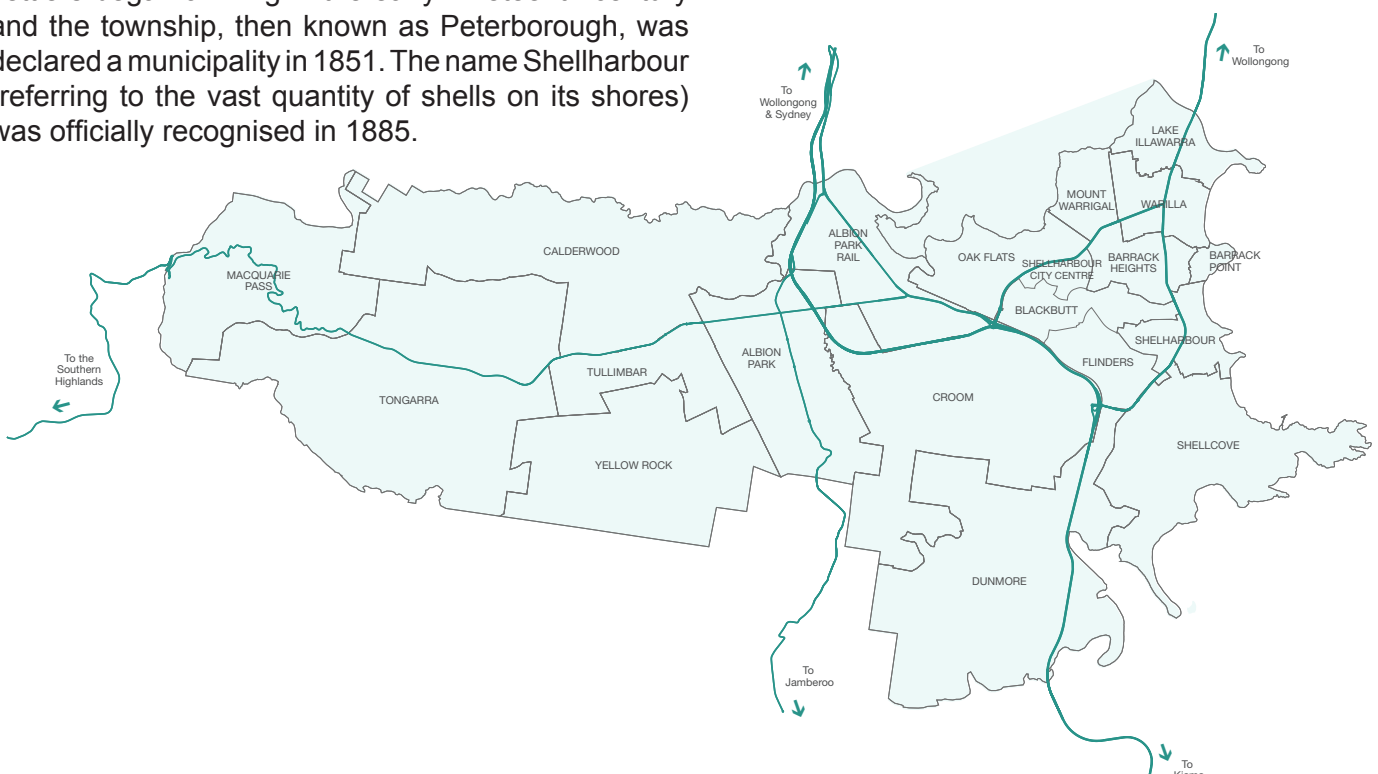 and the township, then known as Peterborough, was
declared a municipality in 1851. The name Shellharbour
(referring to the vast quantity of shells on its shores)
was officially recognised in 1885.
To
Wollongong
To
Wollongong
& Sydney
LAKE
ILLAWARRA
MOUNT
WARRIGAL
WARILLA
ALBION
PARK
RAIL
CALDERWOOD
OAK FLATS
SHELLHARBOUR
CITY CENTRE
BARRACK
HEIGHTS
BARRACK
POINT
MACQUARIE
PASS
BLACKBUTT
SHELHARBOUR
FLINDERS
To the
Southern
Highlands
ALBION
PARK
TULLIMBAR
TONGARRA
CROOM
SHELLCOVE
YELLOW ROCK
DUNMORE
To
Jamberoo
To